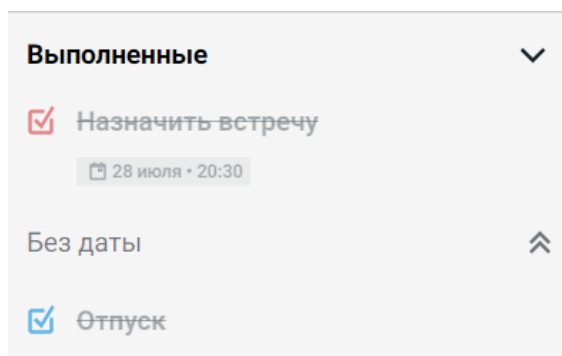 Выполненные
Назначить встречу
28 июля • 20:30
Без даты
Отпуск